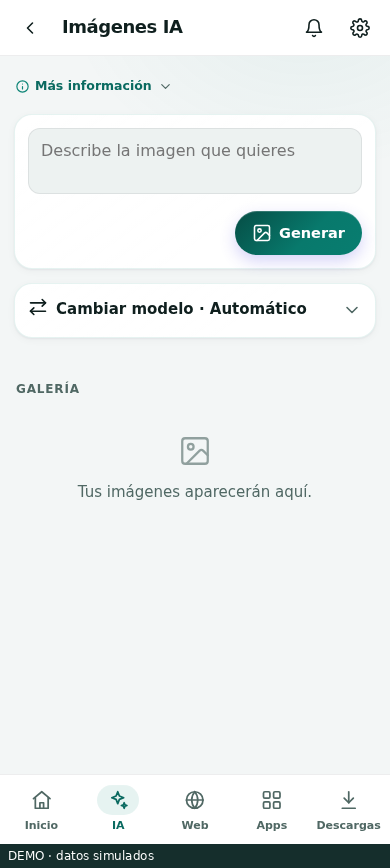 Imágenes IA
Más información
Describe la imagen que quieres
Generar
Cambiar modelo · Automático
GALERÍA
Tus imágenes aparecerán aquí.
Inicio
IA
Web
Apps
Descargas
DEMO · datos simulados